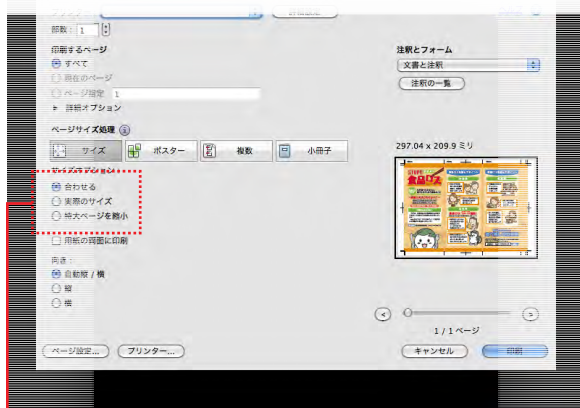 部数: 1
印刷するページ
すべて
現在のページ
ページ指定 1
詳細オプション
ページサイズ処理
サイズ ポスター 複数 小冊子
合わせる
実際のサイズ
特大ページを縮小
用紙の両面に印刷
向き:
自動縦 / 横
縦
横
ページ設定... プリンター...
注釈とフォーム
文書と注釈
注釈の一覧
297.04 x 209.9 ミリ
STOP!
食品ロス
< >
1 / 1 ページ
キャンセル 印刷